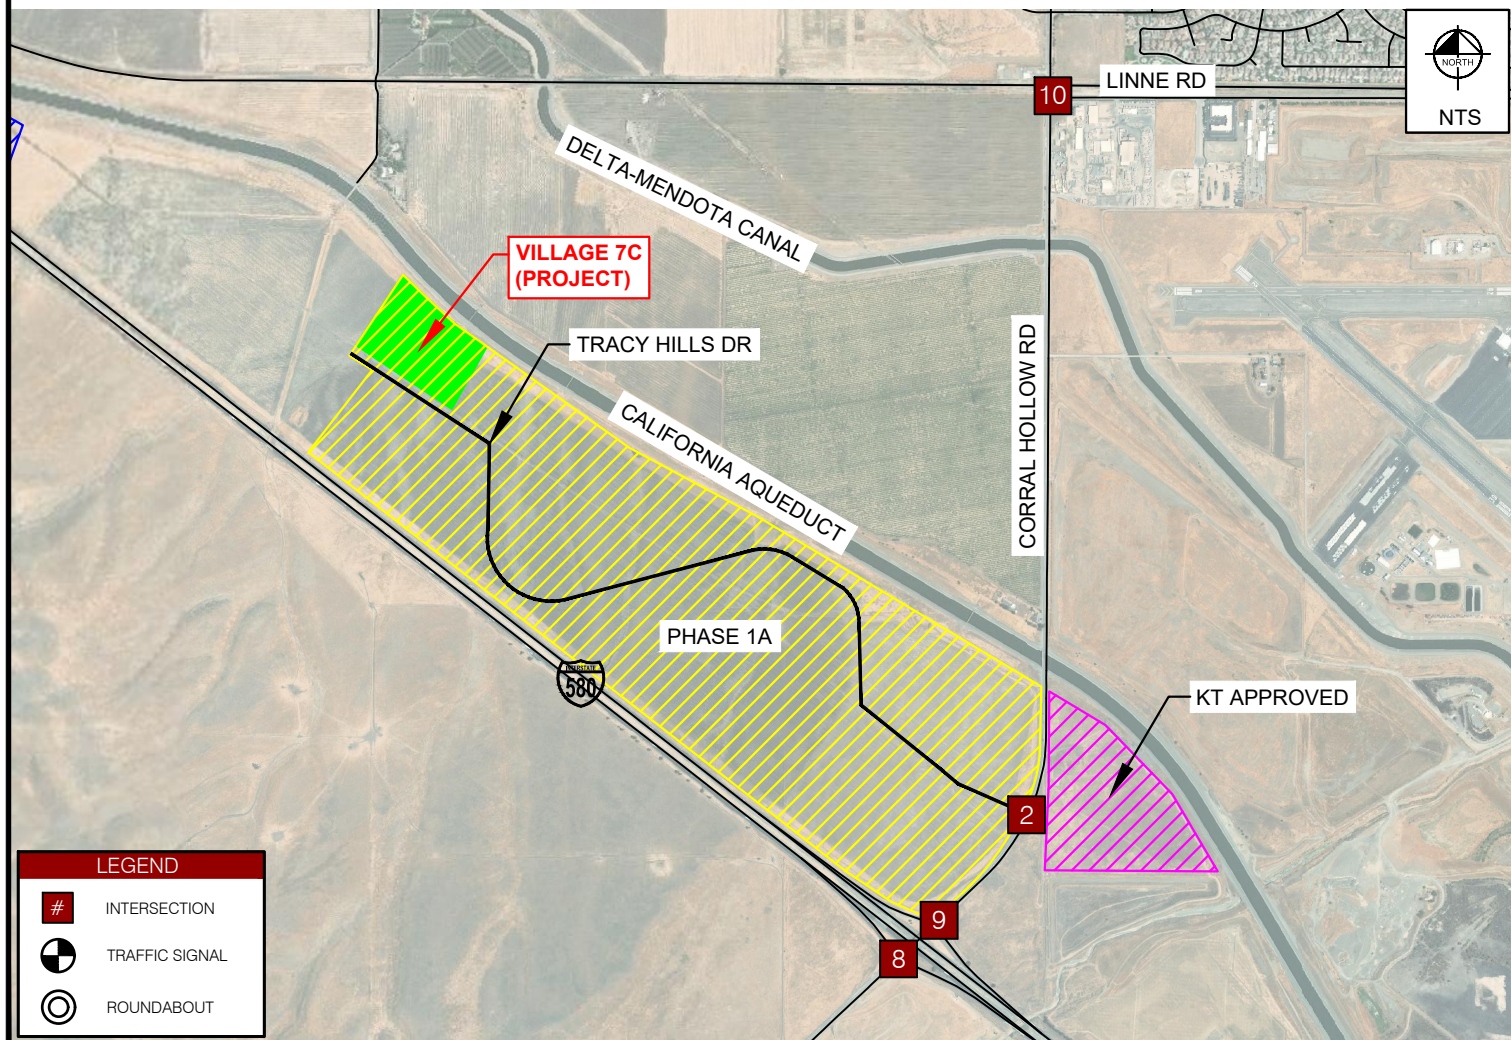 10
LINNE RD
NORTH
NTS
DELTA-MENDOTA CANAL
VILLAGE 7C
(PROJECT)
TRACY HILLS DR
CORRAL HOLLOW RD
CALIFORNIA AQUEDUCT
PHASE 1A
INTERSTATE
580
KT APPROVED
2
9
8
LEGEND
# INTERSECTION
TRAFFIC SIGNAL
ROUNDABOUT